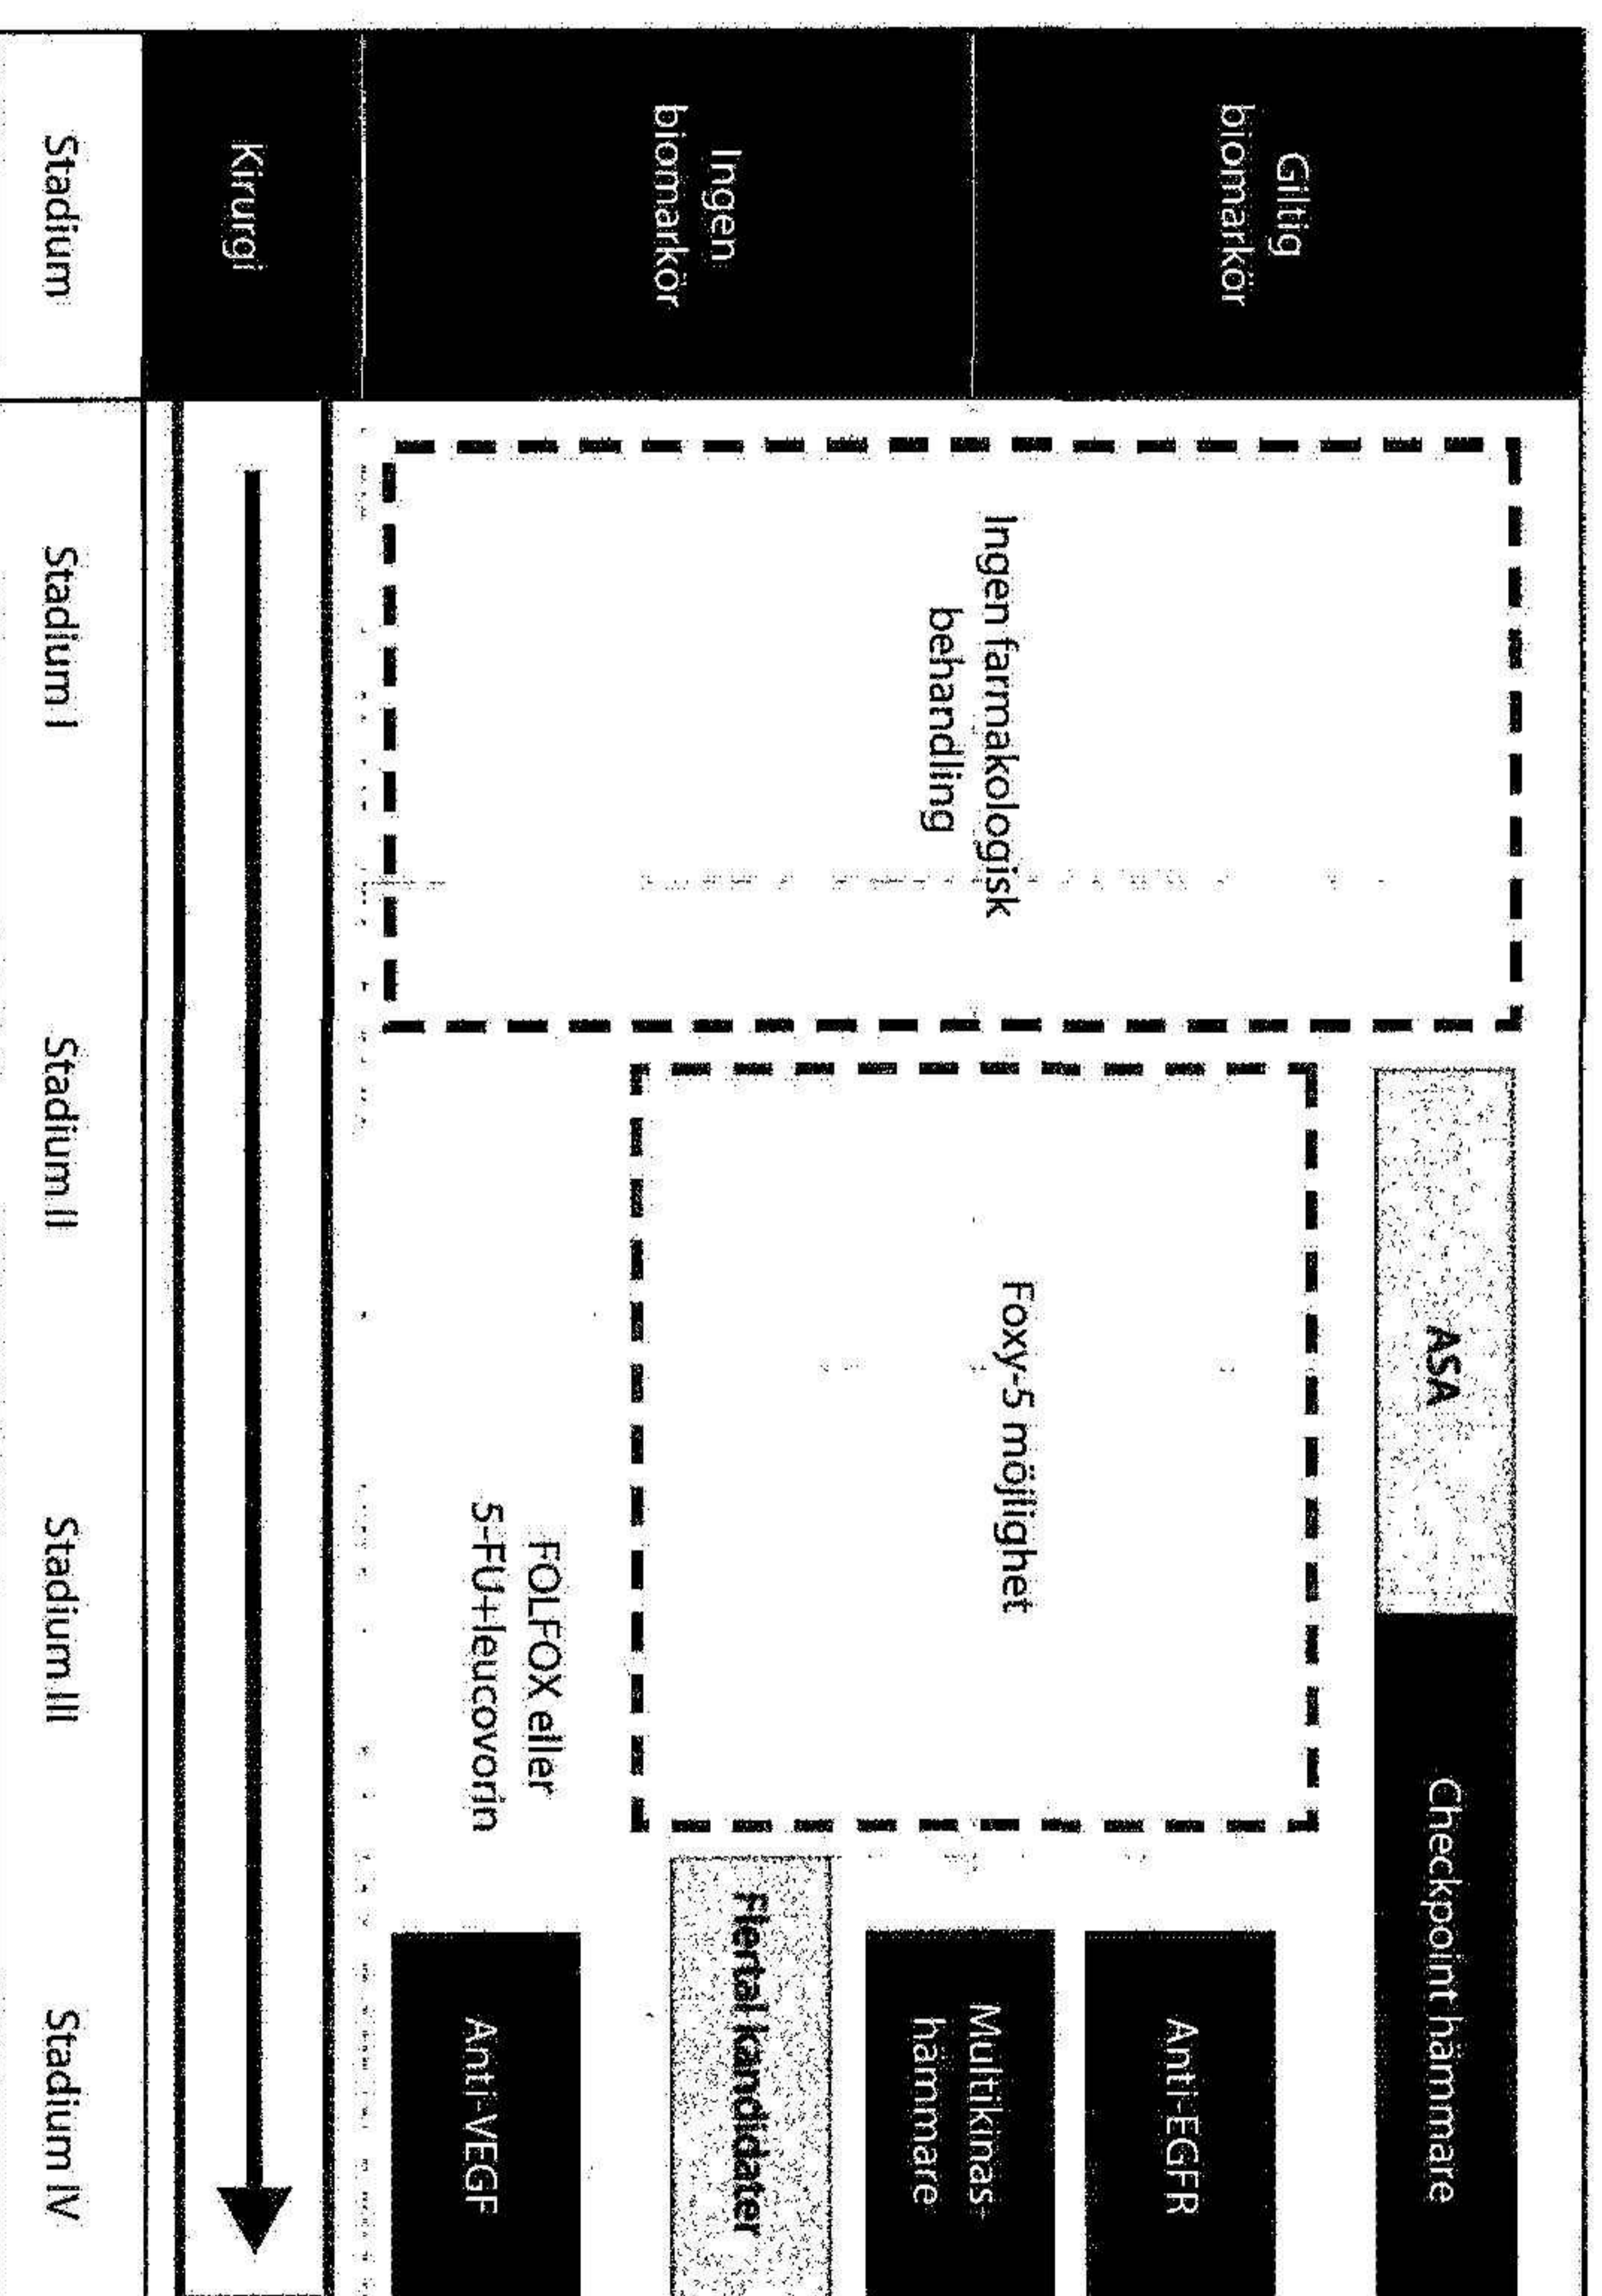 Giltig
biomarkör
ASA
Checkpoint hämmare
Anti-EGFR
Ingen farmakologisk
behandling
Foxy-5 möjlighet
Multikinas-
hämmare
Ingen
biomarkör
Flertal kandidater
FOLFOX eller
5-FU+leucovorin
Anti-VEGF
Kirurgi
Stadium
Stadium I
Stadium II
Stadium III
Stadium IV